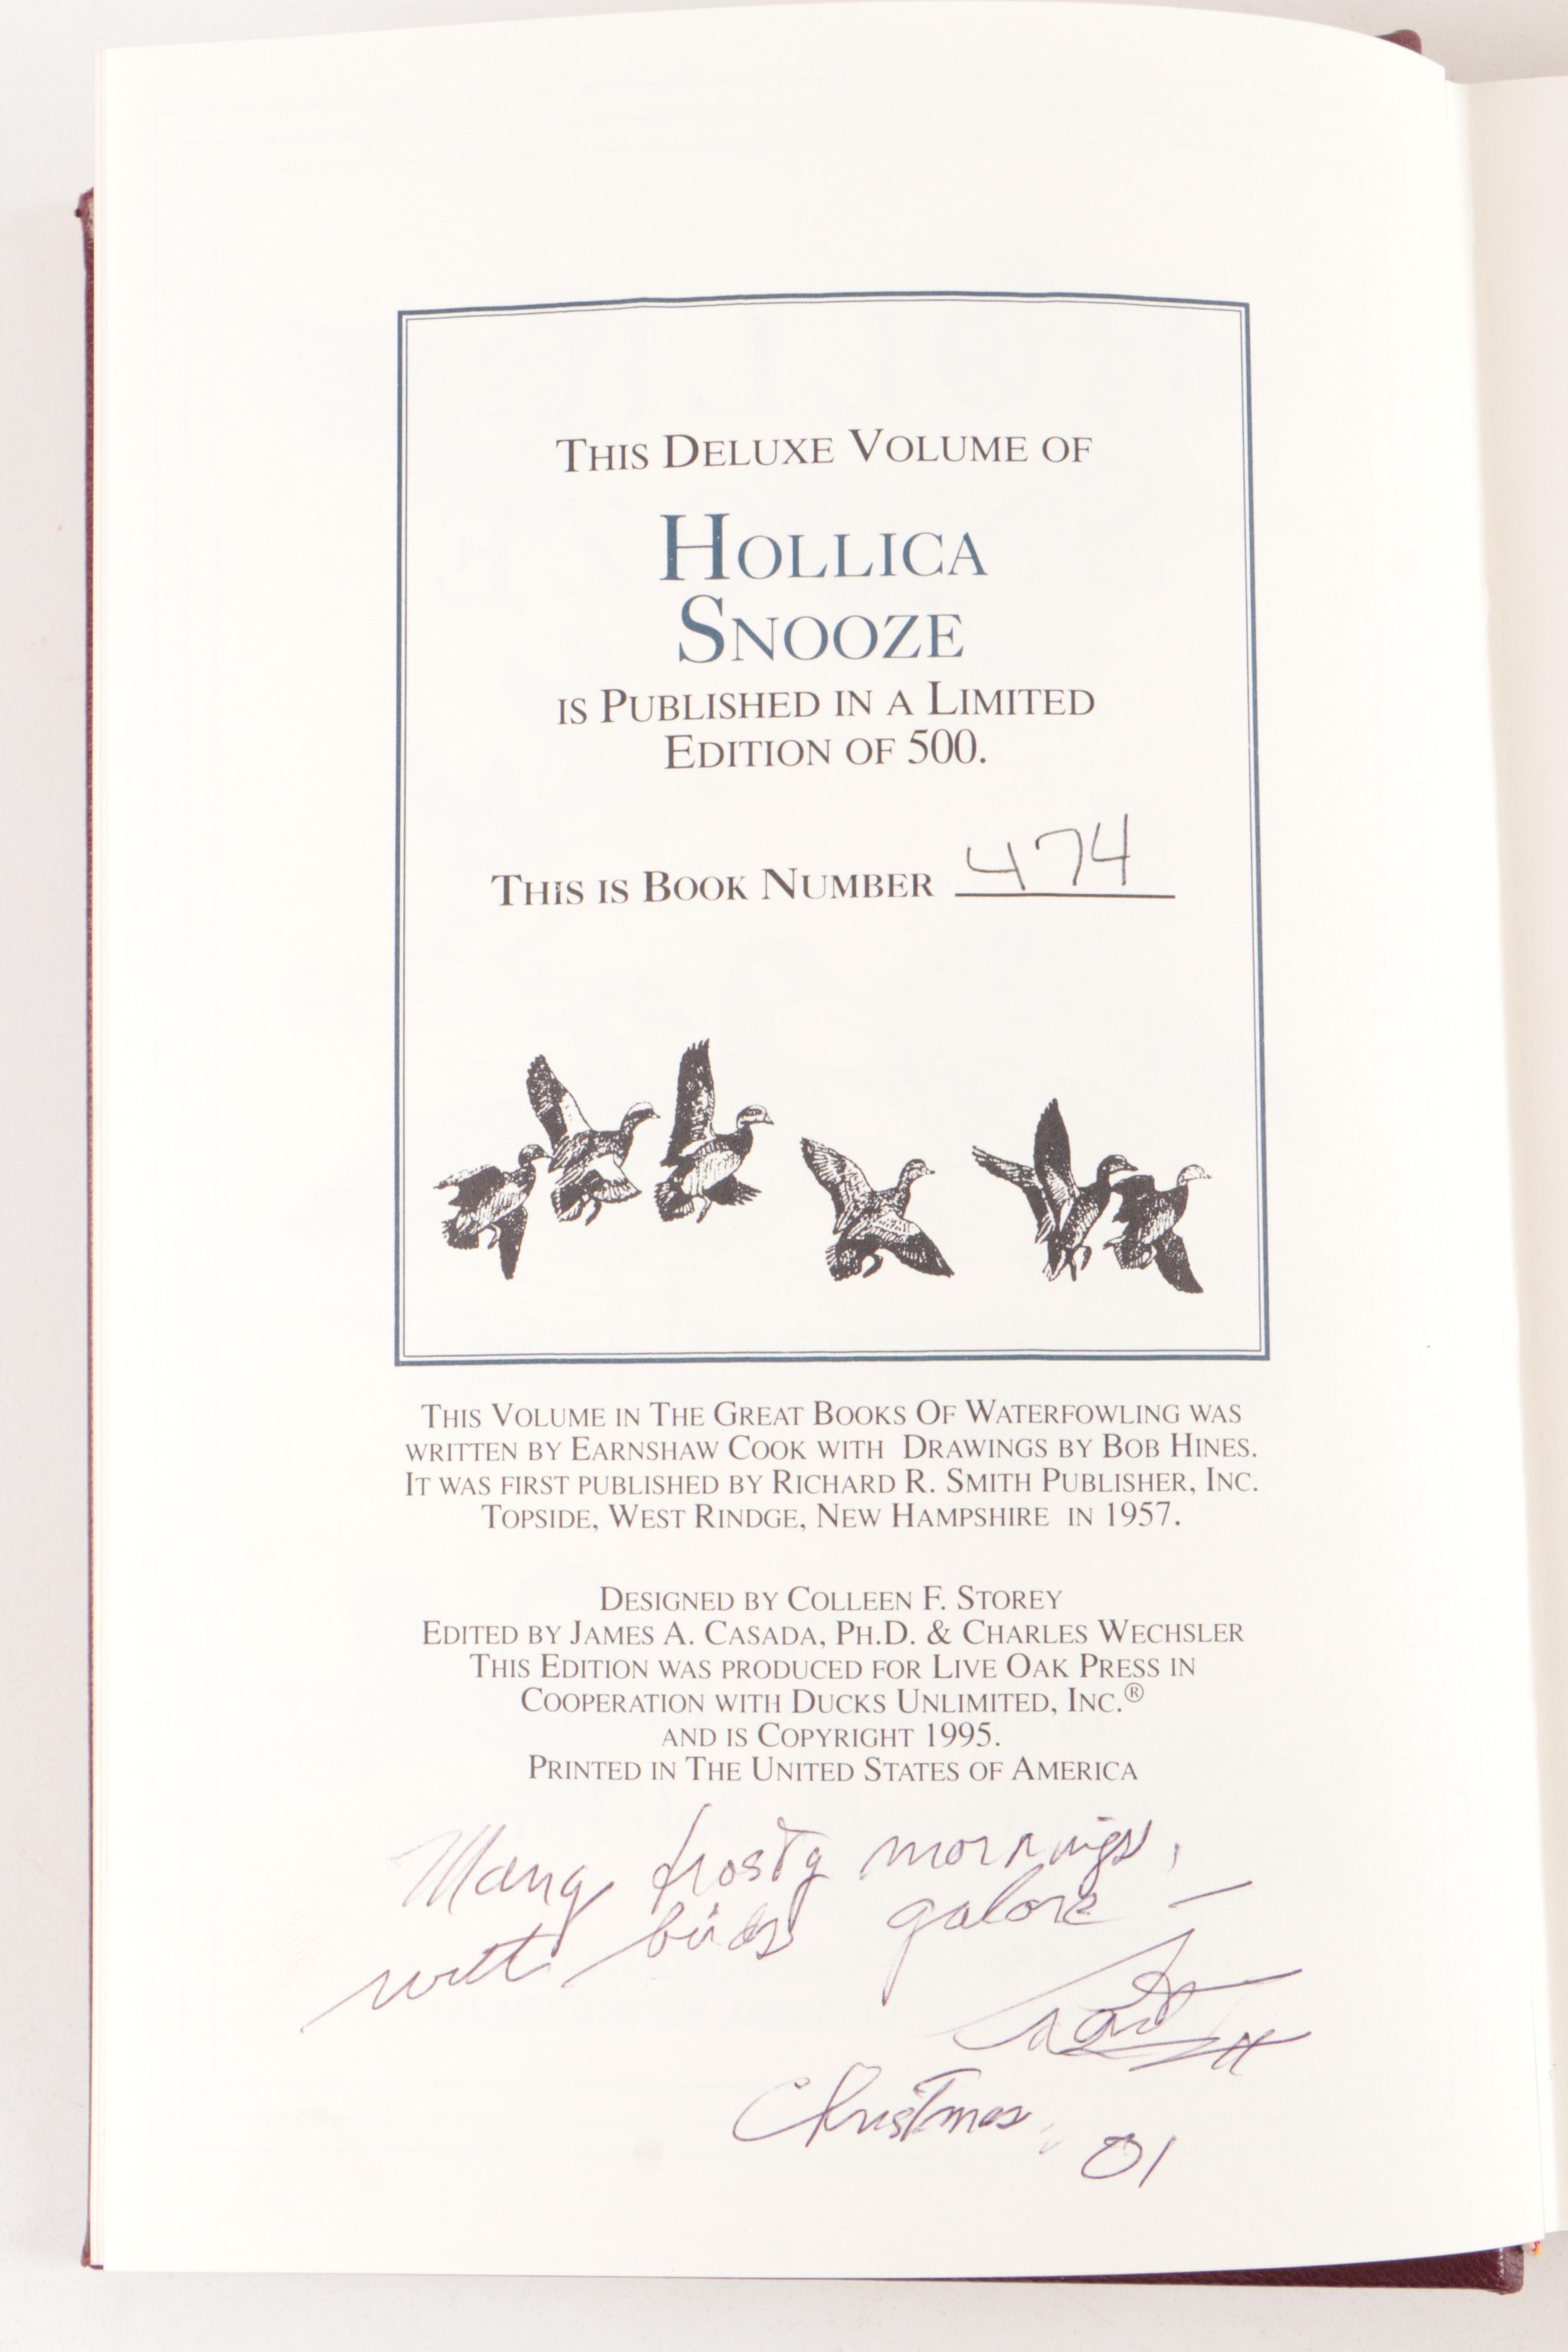 THIS DELUXE VOLUME OF
HOLLICA
SNOOZE
IS PUBLISHED IN A LIMITED
EDITION OF 500.
THIS IS BOOK NUMBER 474
THIS VOLUME IN THE GREAT BOOKS OF WATERFOWLING WAS
WRITTEN BY EARNSHAW COOK WITH DRAWINGS BY BOB HINES.
IT WAS FIRST PUBLISHED BY RICHARD R. SMITH PUBLISHER, INC.
TOPSIDE, WEST RINDGE, NEW HAMPSHIRE IN 1957.
DESIGNED BY COLLEEN F. STOREY
EDITED BY JAMES A. CASADA, PH.D. & CHARLES WECHSLER
THIS EDITION WAS PRODUCED FOR LIVE OAK PRESS IN
COOPERATION WITH DUCKS UNLIMITED, INC.®
AND IS COPYRIGHT 1995.
PRINTED IN THE UNITED STATES OF AMERICA
Many frosty mornings,
with birds galore –
Christmas, 01